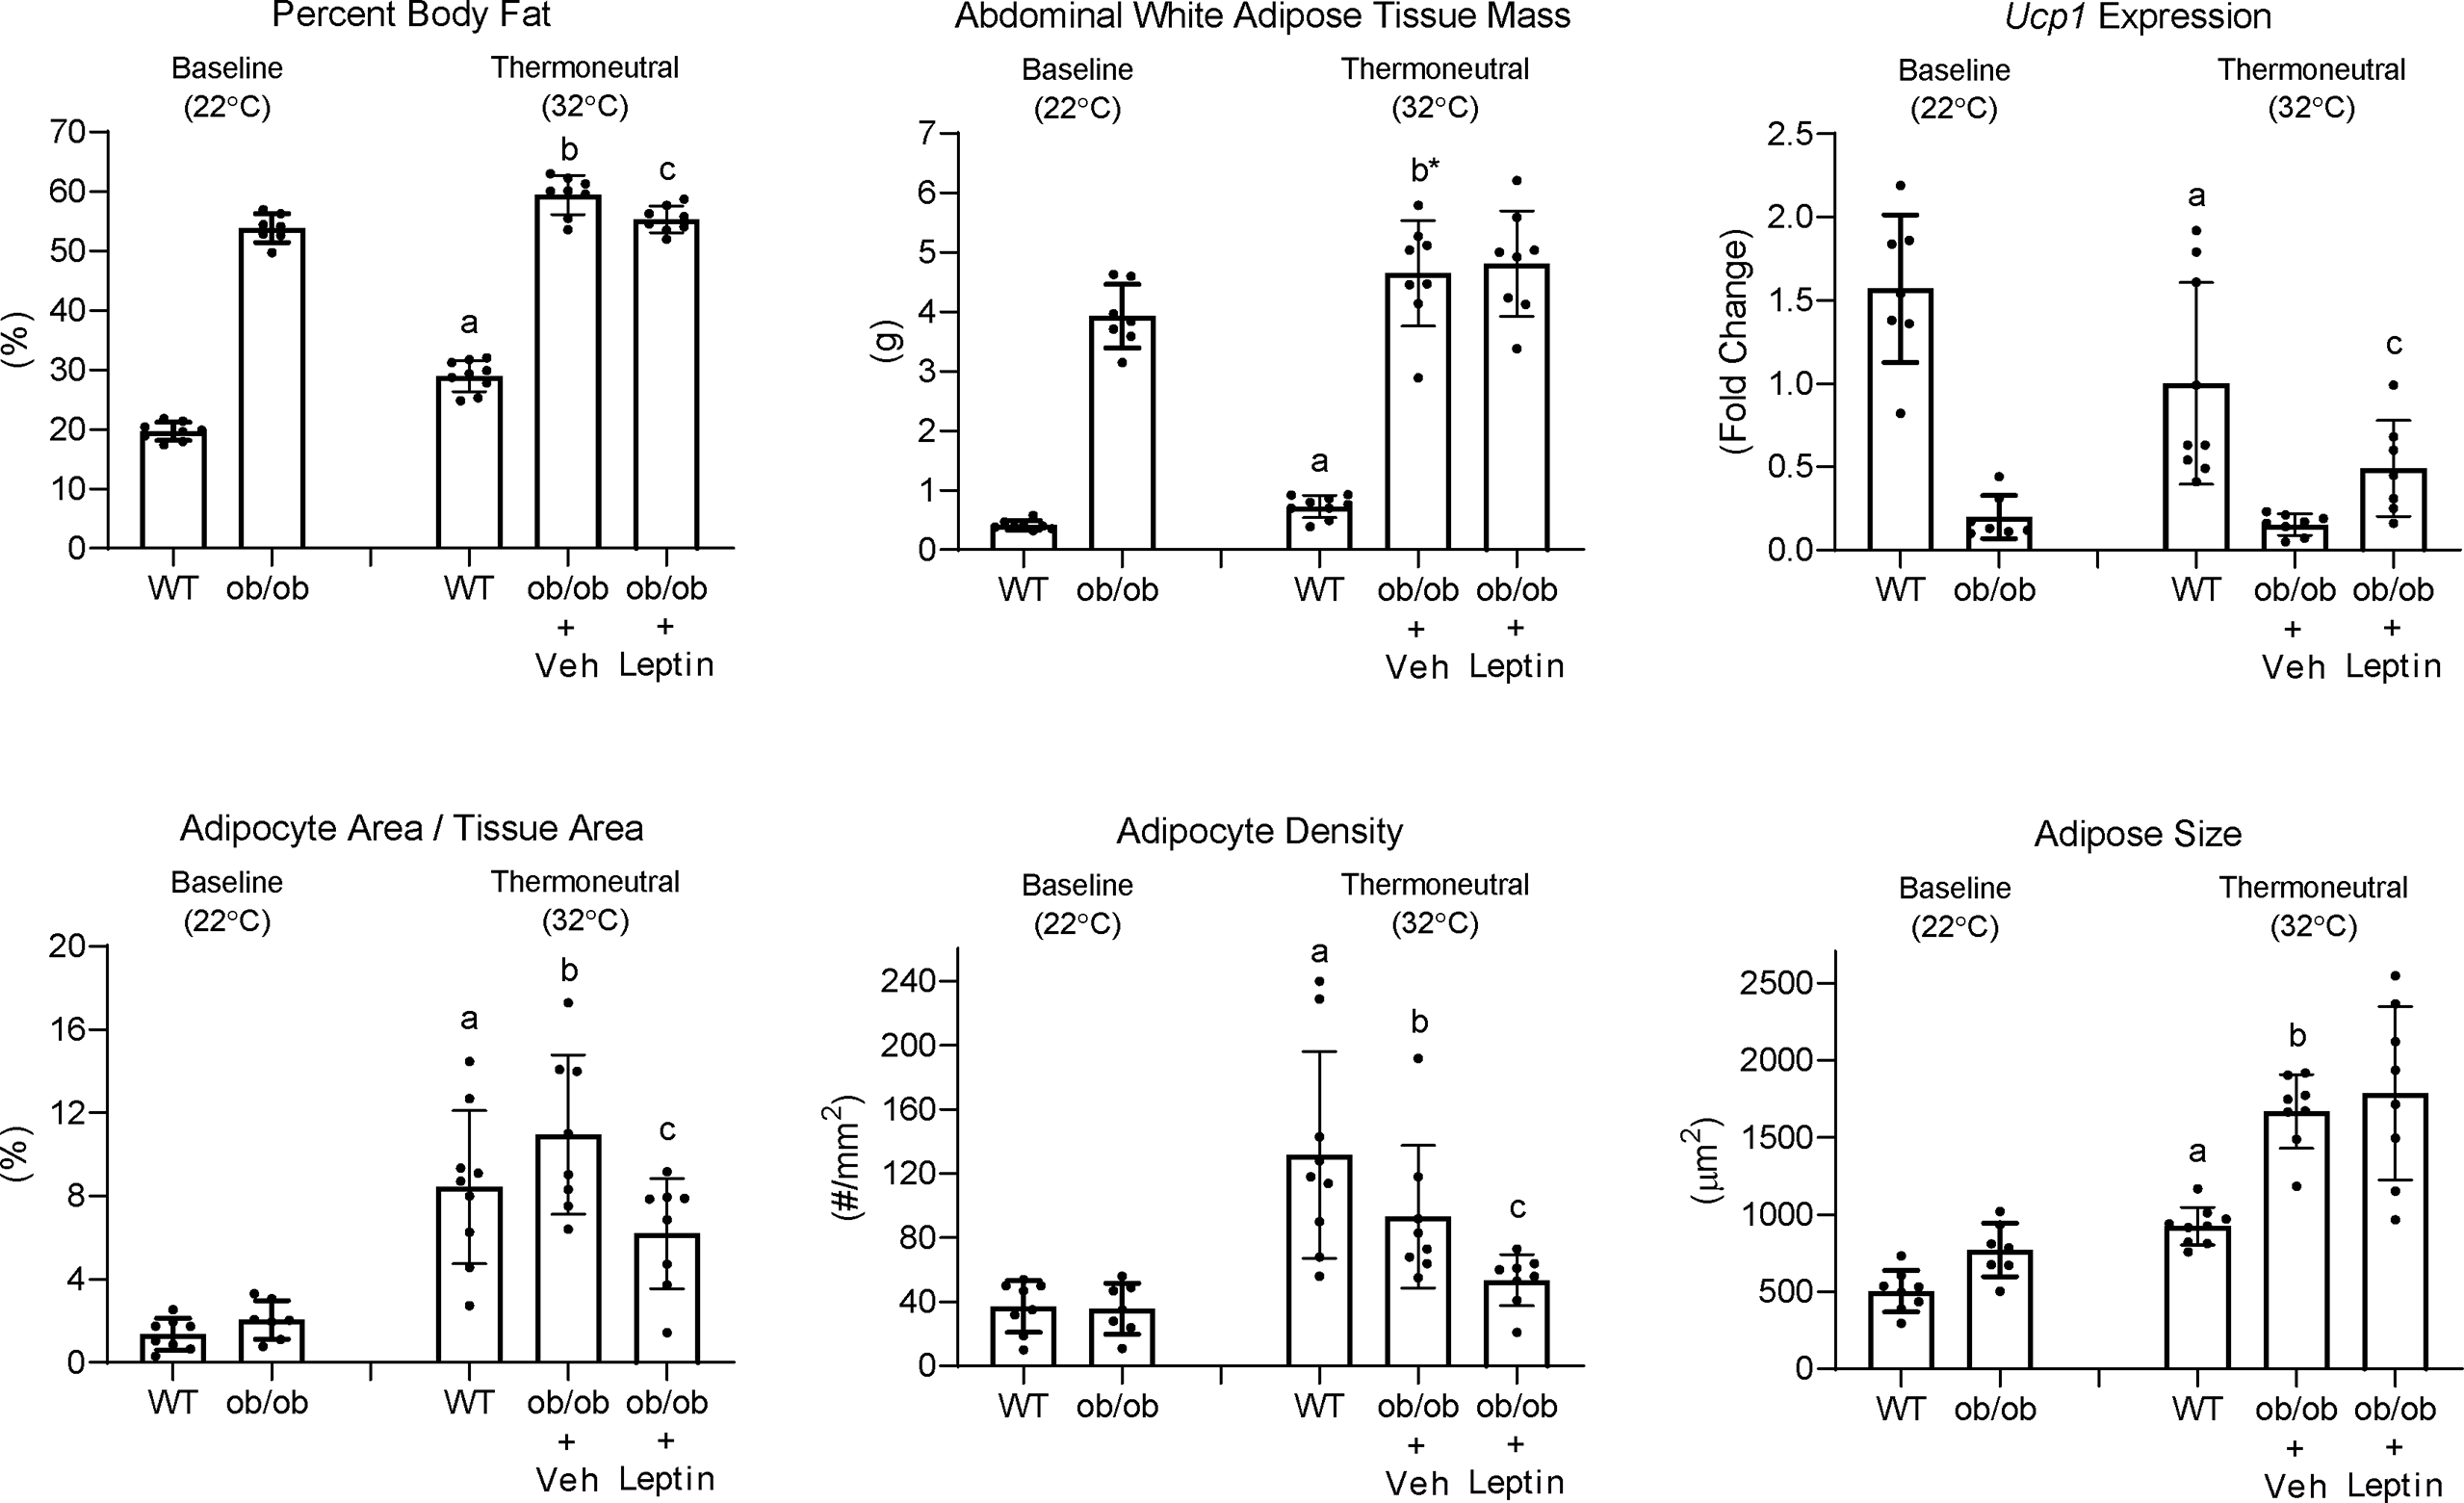 Percent Body Fat
Baseline
(22°C)
Thermoneutral
(32°C)
70
60
50
40
30
20
10
0
(%)
a
b
c
WT
ob/ob
WT
ob/ob
+
Veh
ob/ob
+
Leptin
Abdominal White Adipose Tissue Mass
Baseline
(22°C)
Thermoneutral
(32°C)
7
6
5
4
3
2
1
0
(g)
a
b*
WT
ob/ob
WT
ob/ob
+
Veh
ob/ob
+
Leptin
Ucp1 Expression
Baseline
(22°C)
Thermoneutral
(32°C)
2.5
2.0
1.5
1.0
0.5
0.0
(Fold Change)
a
c
WT
ob/ob
WT
ob/ob
+
Veh
ob/ob
+
Leptin
Adipocyte Area / Tissue Area
Baseline
(22°C)
Thermoneutral
(32°C)
20
16
12
8
4
0
(%)
a
b
c
WT
ob/ob
WT
ob/ob
+
Veh
ob/ob
+
Leptin
Adipocyte Density
Baseline
(22°C)
Thermoneutral
(32°C)
240
200
160
120
80
40
0
(#/mm²)
a
b
c
WT
ob/ob
WT
ob/ob
+
Veh
ob/ob
+
Leptin
Adipose Size
Baseline
(22°C)
Thermoneutral
(32°C)
2500
2000
1500
1000
500
0
(µm²)
a
b
WT
ob/ob
WT
ob/ob
+
Veh
ob/ob
+
Leptin